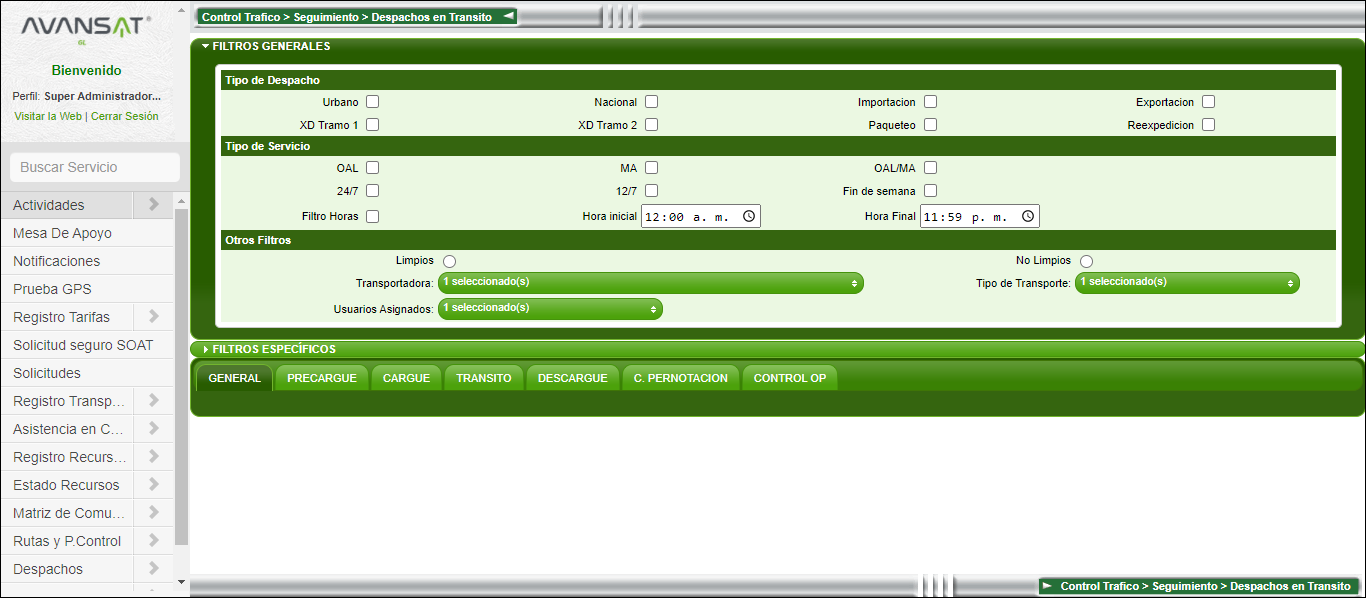 AVANSAT®
GL
Bienvenido
Perfil: Super Administrador...
Visitar la Web | Cerrar Sesión
Buscar Servicio
Actividades
Mesa De Apoyo
Notificaciones
Prueba GPS
Registro Tarifas
Solicitud seguro SOAT
Solicitudes
Registro Transp...
Asistencia en C...
Registro Recurs...
Estado Recursos
Matriz de Comu...
Rutas y P.Control
Despachos
Control Trafico > Seguimiento > Despachos en Transito
FILTROS GENERALES
Tipo de Despacho
Urbano Nacional Importacion Exportacion
XD Tramo 1 XD Tramo 2 Paqueteo Reexpedicion
Tipo de Servicio
OAL MA OAL/MA
24/7 12/7 Fin de semana
Filtro Horas Hora inicial 12:00 a. m. Hora Final 11:59 p. m.
Otros Filtros
Limpios No Limpios
Transportadora: 1 seleccionado(s) Tipo de Transporte: 1 seleccionado(s)
Usuarios Asignados: 1 seleccionado(s)
FILTROS ESPECÍFICOS
GENERAL PRECARGUE CARGUE TRANSITO DESCARGUE C. PERNOTACION CONTROL OP
Control Trafico > Seguimiento > Despachos en Transito